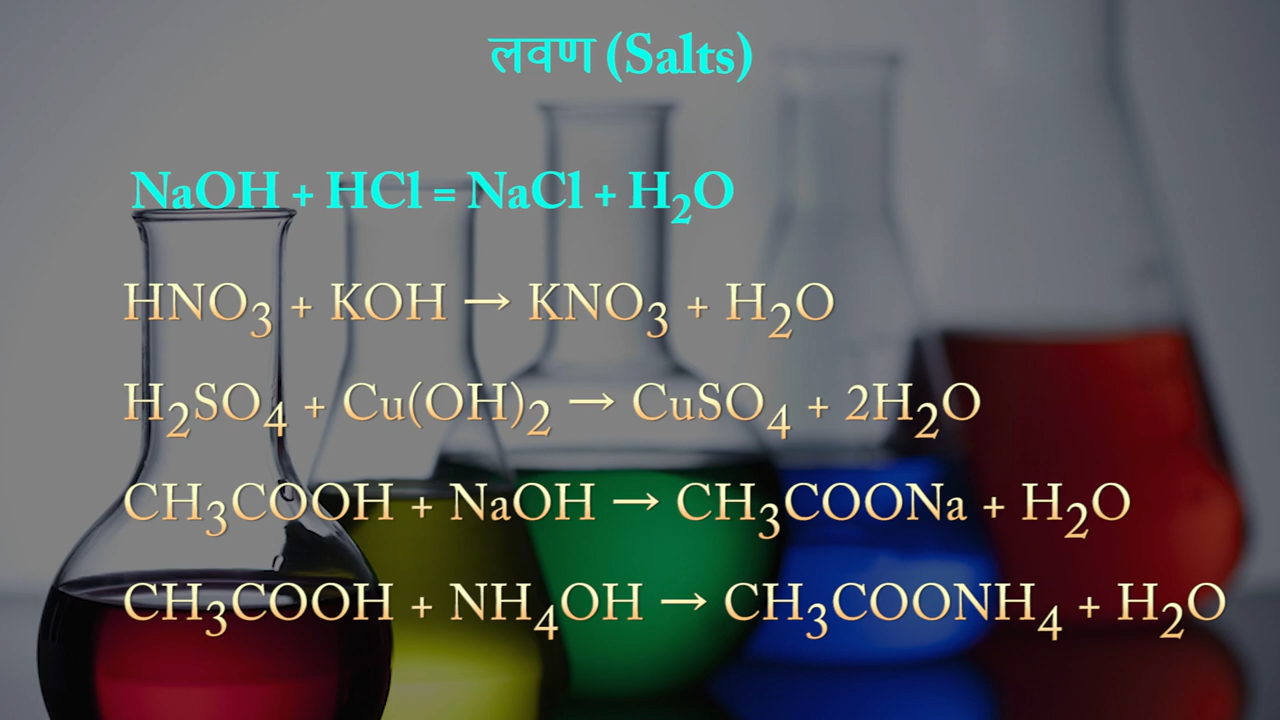 लवण (Salts)
NaOH + HCl = NaCl + H₂O
HNO₃ + KOH → KNO₃ + H₂O
H₂SO₄ + Cu(OH)₂ → CuSO₄ + 2H₂O
CH₃COOH + NaOH → CH₃COONa + H₂O
CH₃COOH + NH₄OH → CH₃COONH₄ + H₂O